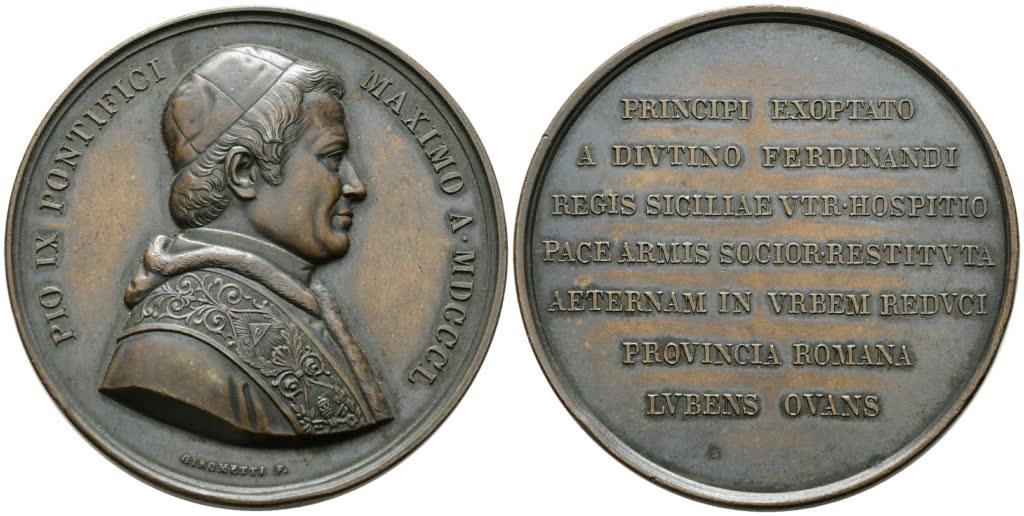 PIO IX PONTIFICI MAXIMO A · MDCCCL
GIROMETTI F.
PRINCIPI EXOPTATO
A DIVTINO FERDINANDI
REGIS SICILIAE VTR · HOSPITIO
PACE ARMIS SOCIOR · RESTITVTA
AETERNAM IN VRBEM REDVCI
PROVINCIA ROMANA
LVBENS OVANS